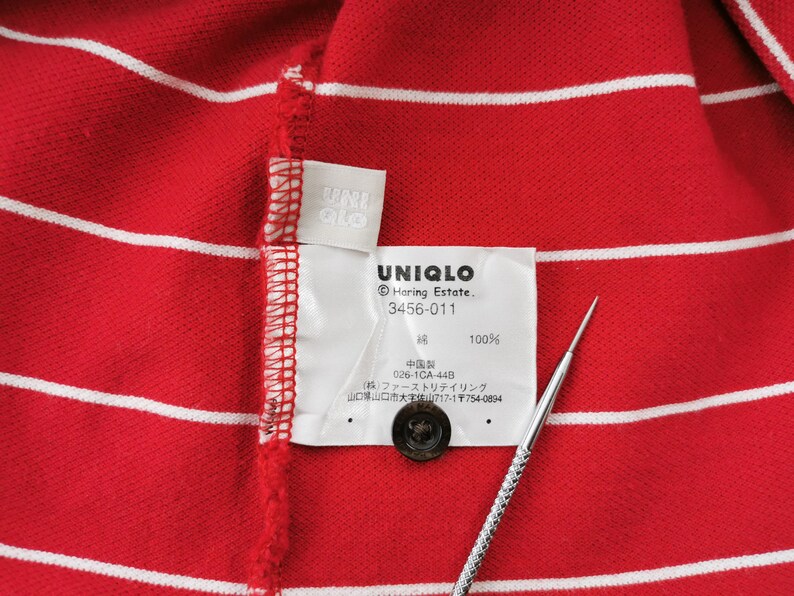 UNI
QLO
UNIQLO
© Haring Estate.
3456-011
綿 100%
中国製
026-1CA-44B
(株)ファーストリテイリング
山口県山口市大字佐山717-1〒754-0894